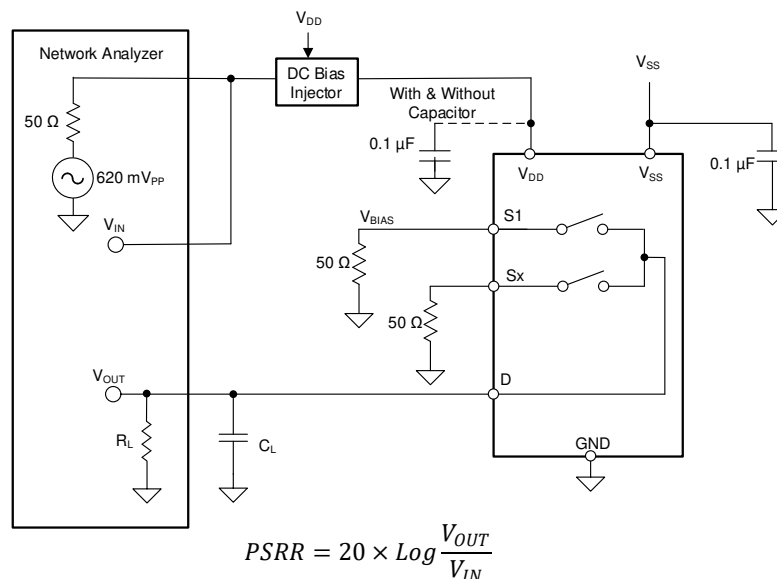 V_DD
Network Analyzer
V_SS
DC Bias
Injector
With & Without
Capacitor
50 Ω
0.1 µF
0.1 µF
620 mV_PP
V_DD
V_SS
V_IN
V_BIAS
S1
50 Ω
Sx
50 Ω
V_OUT
D
R_L
C_L
GND
PSRR = 20 × Log V_OUT / V_IN